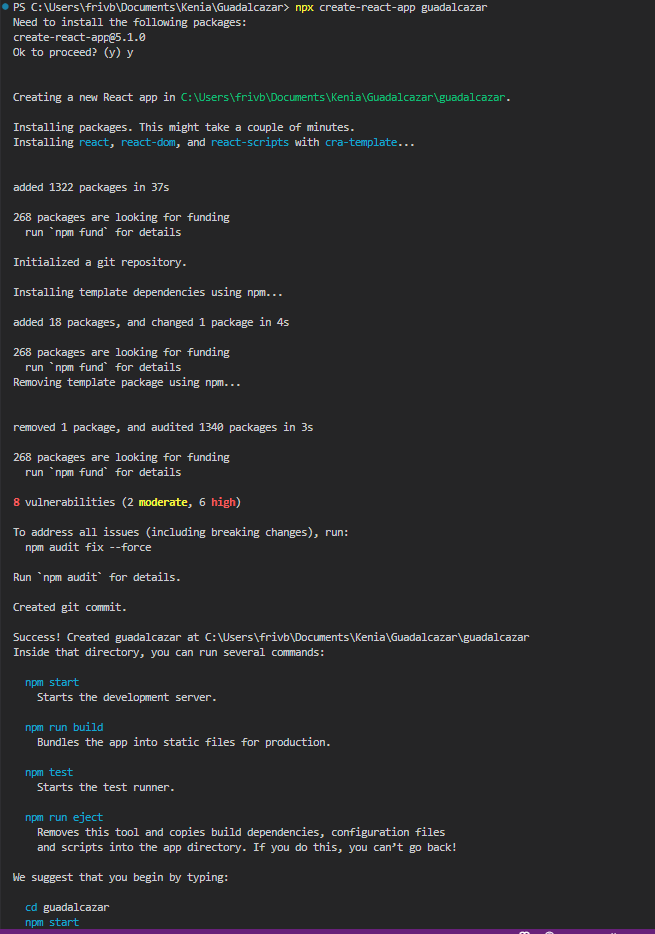 PS C:\Users\frivb\Documents\Kenia\Guadalcazar> npx create-react-app guadalcazar
Need to install the following packages:
create-react-app@5.1.0
Ok to proceed? (y) y
Creating a new React app in C:\Users\frivb\Documents\Kenia\Guadalcazar\guadalcazar.
Installing packages. This might take a couple of minutes.
Installing react, react-dom, and react-scripts with cra-template...
added 1322 packages in 37s
268 packages are looking for funding
  run `npm fund` for details
Initialized a git repository.
Installing template dependencies using npm...
added 18 packages, and changed 1 package in 4s
268 packages are looking for funding
  run `npm fund` for details
Removing template package using npm...
removed 1 package, and audited 1340 packages in 3s
268 packages are looking for funding
  run `npm fund` for details
8 vulnerabilities (2 moderate, 6 high)
To address all issues (including breaking changes), run:
  npm audit fix --force
Run `npm audit` for details.
Created git commit.
Success! Created guadalcazar at C:\Users\frivb\Documents\Kenia\Guadalcazar\guadalcazar
Inside that directory, you can run several commands:
  npm start
    Starts the development server.
  npm run build
    Bundles the app into static files for production.
  npm test
    Starts the test runner.
  npm run eject
    Removes this tool and copies build dependencies, configuration files
    and scripts into the app directory. If you do this, you can’t go back!
We suggest that you begin by typing:
  cd guadalcazar
  npm start